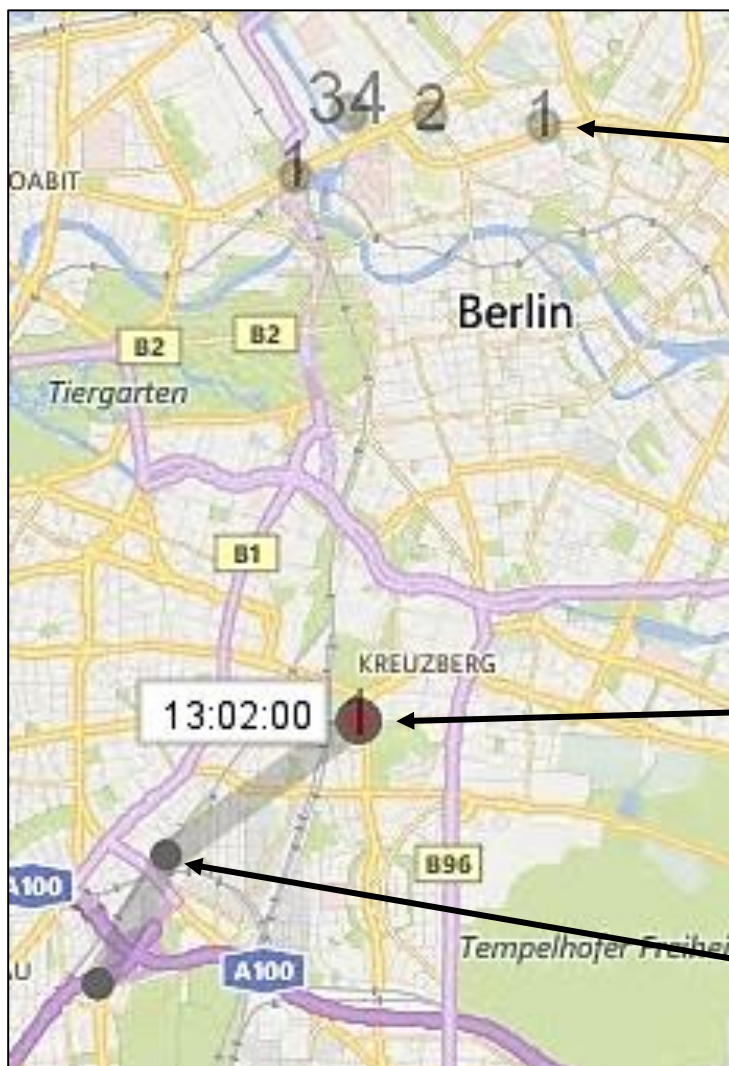 34
2
1
1
OABIT
Berlin
B2
B2
Tiergarten
B1
KREUZBERG
13:02:00
1
B96
A100
Tempelhofer Freihei
AU
A100